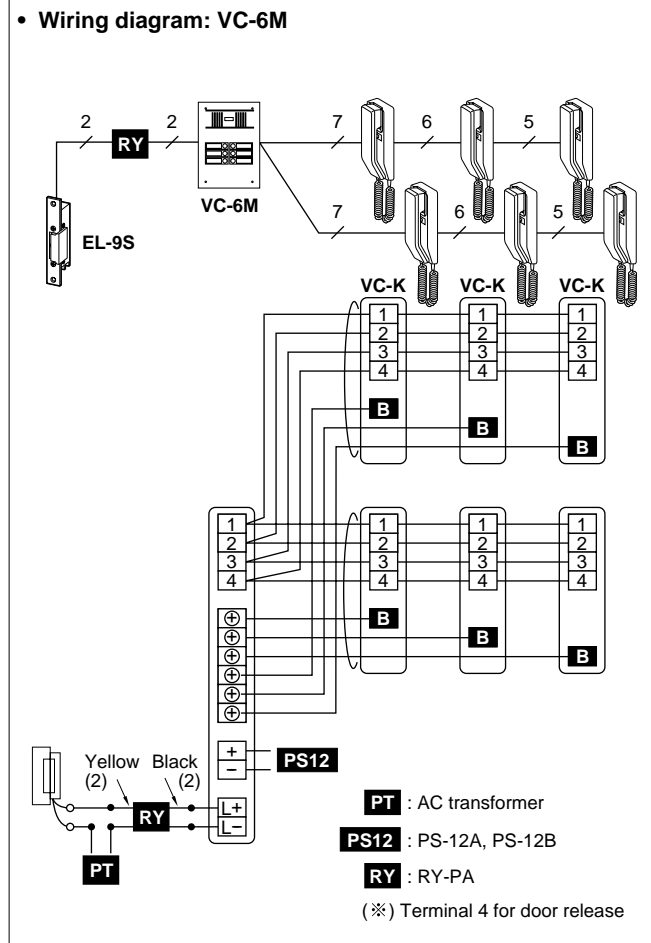 • Wiring diagram: VC-6M
2 RY 2 7 6 5
VC-6M
EL-9S
7 6 5
VC-K VC-K VC-K
1 1 1
2 2 2
3 3 3
4 4 4
B
B
B
1 1 1 1
2 2 2 2
3 3 3 3
4 4 4 4
+ B
+ B
+ B
+
+
+
+ PS12
−
Yellow (2) Black (2)
RY L+
L−
PT
PT : AC transformer
PS12 : PS-12A, PS-12B
RY : RY-PA
(※) Terminal 4 for door release